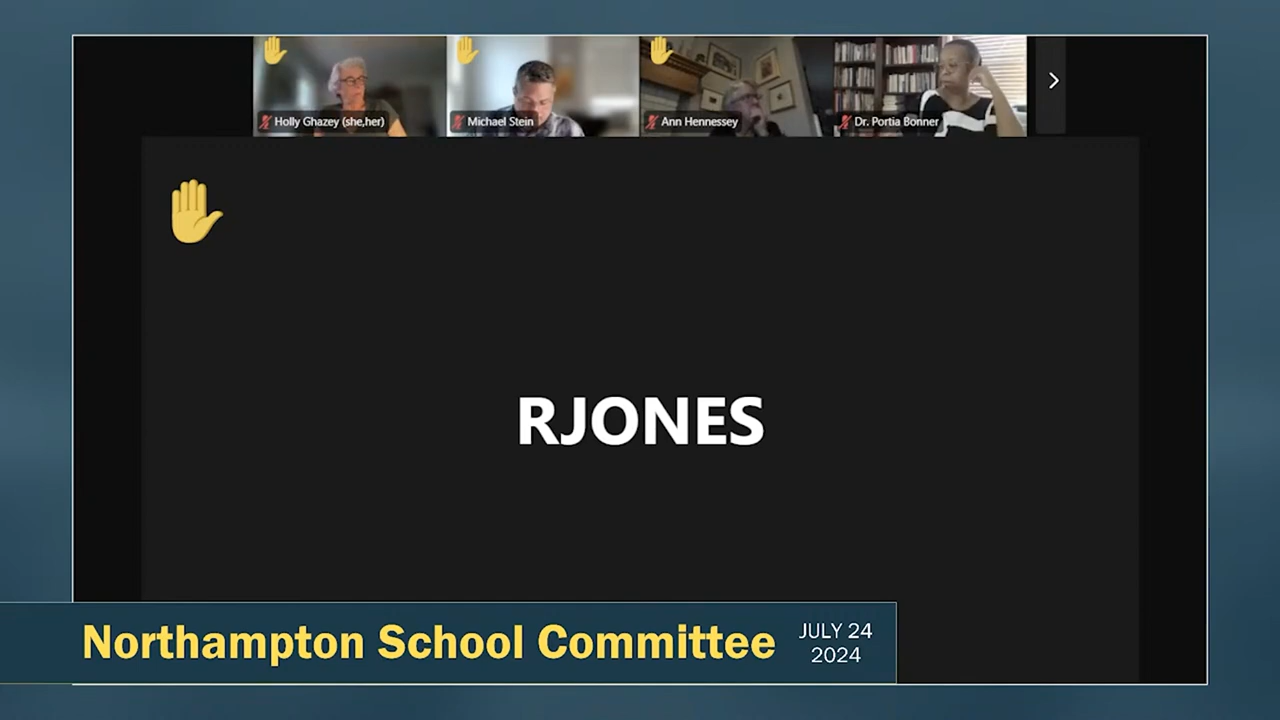 Holly Ghazey (she,her)
Michael Stein
Ann Hennessey
Dr. Portia Bonner
RJONES
Northampton School Committee
JULY 24
2024